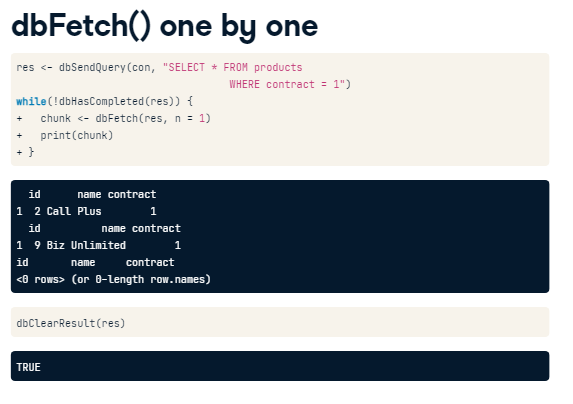 dbFetch() one by one
res <- dbSendQuery(con, "SELECT * FROM products
WHERE contract = 1")
while(!dbHasCompleted(res)) {
+   chunk <- dbFetch(res, n = 1)
+   print(chunk)
+ }
  id      name contract
1  2 Call Plus        1
  id          name contract
1  9 Biz Unlimited        1
id       name     contract
<0 rows> (or 0-length row.names)
dbClearResult(res)
TRUE